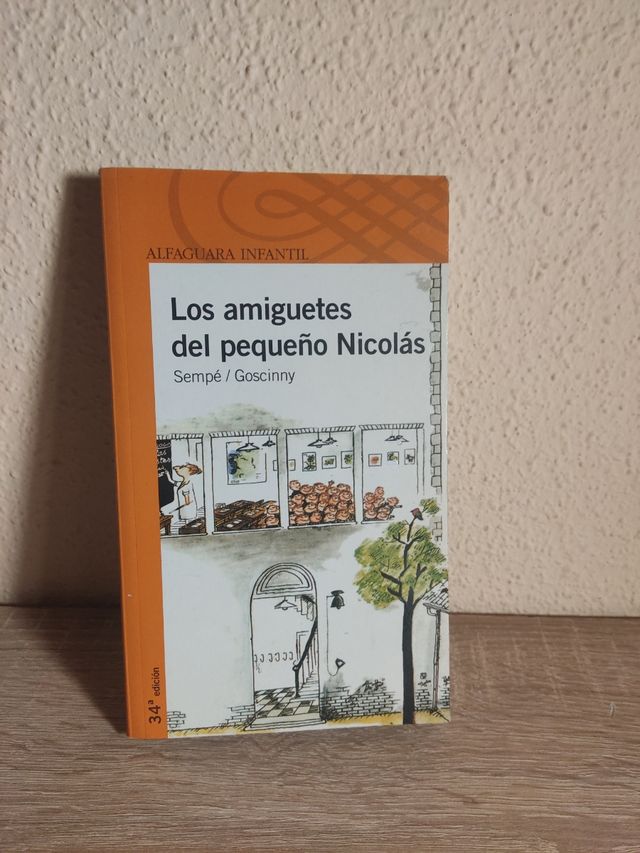 ALFAGUARA INFANTIL
Los amiguetes
del pequeño Nicolás
Sempé / Goscinny
34ª edición